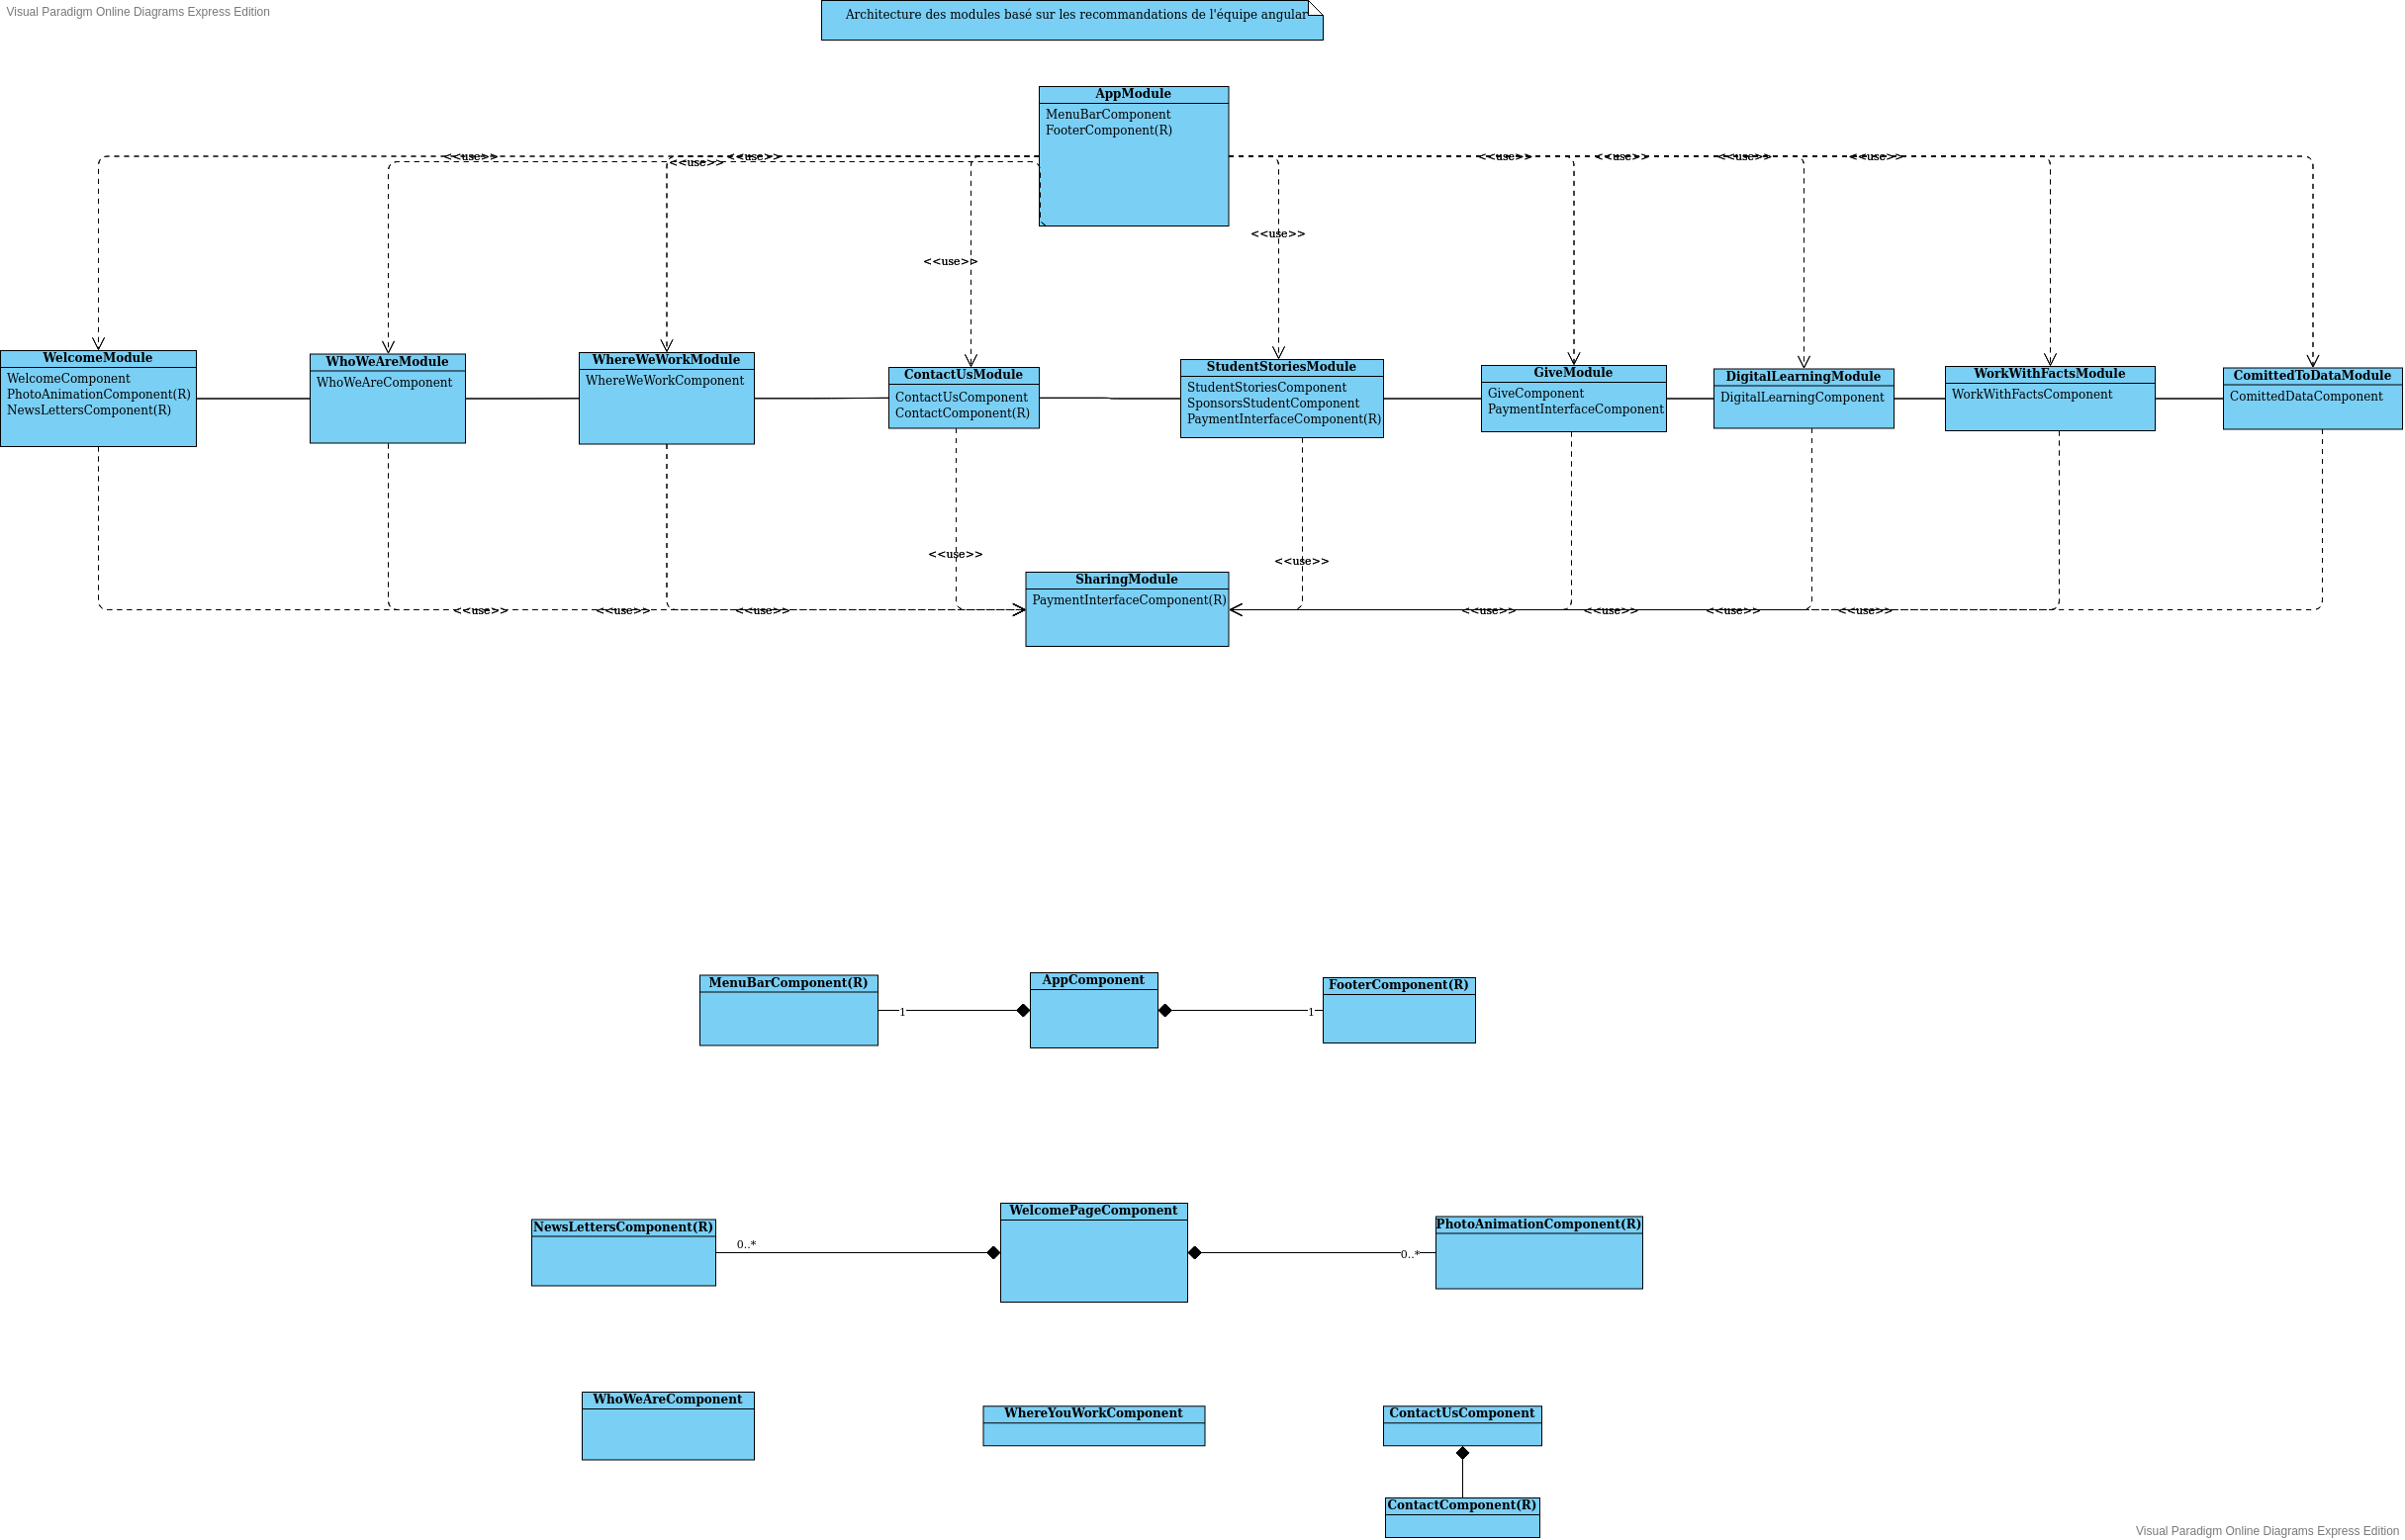 Visual Paradigm Online Diagrams Express Edition
Architecture des modules basé sur les recommandations de l'équipe angular
AppModule
MenuBarComponent
FooterComponent(R)
<<use>>
<<use>>
<<use>>
<<use>>
<<use>>
<<use>>
<<use>>
<<use>>
<<use>>
WelcomeModule
WelcomeComponent
PhotoAnimationComponent(R)
NewsLettersComponent(R)
WhoWeAreModule
WhoWeAreComponent
WhereWeWorkModule
WhereWeWorkComponent
ContactUsModule
ContactUsComponent
ContactComponent(R)
StudentStoriesModule
StudentStoriesComponent
SponsorsStudentComponent
PaymentInterfaceComponent(R)
GiveModule
GiveComponent
PaymentInterfaceComponent
DigitalLearningModule
DigitalLearningComponent
WorkWithFactsModule
WorkWithFactsComponent
ComittedToDataModule
ComittedDataComponent
<<use>>
<<use>>
SharingModule
PaymentInterfaceComponent(R)
<<use>>
<<use>>
<<use>>
<<use>>
<<use>>
<<use>>
<<use>>
MenuBarComponent(R)
1
AppComponent
1
FooterComponent(R)
NewsLettersComponent(R)
0..*
WelcomePageComponent
0..*
PhotoAnimationComponent(R)
WhoWeAreComponent
WhereYouWorkComponent
ContactUsComponent
ContactComponent(R)
Visual Paradigm Online Diagrams Express Edition